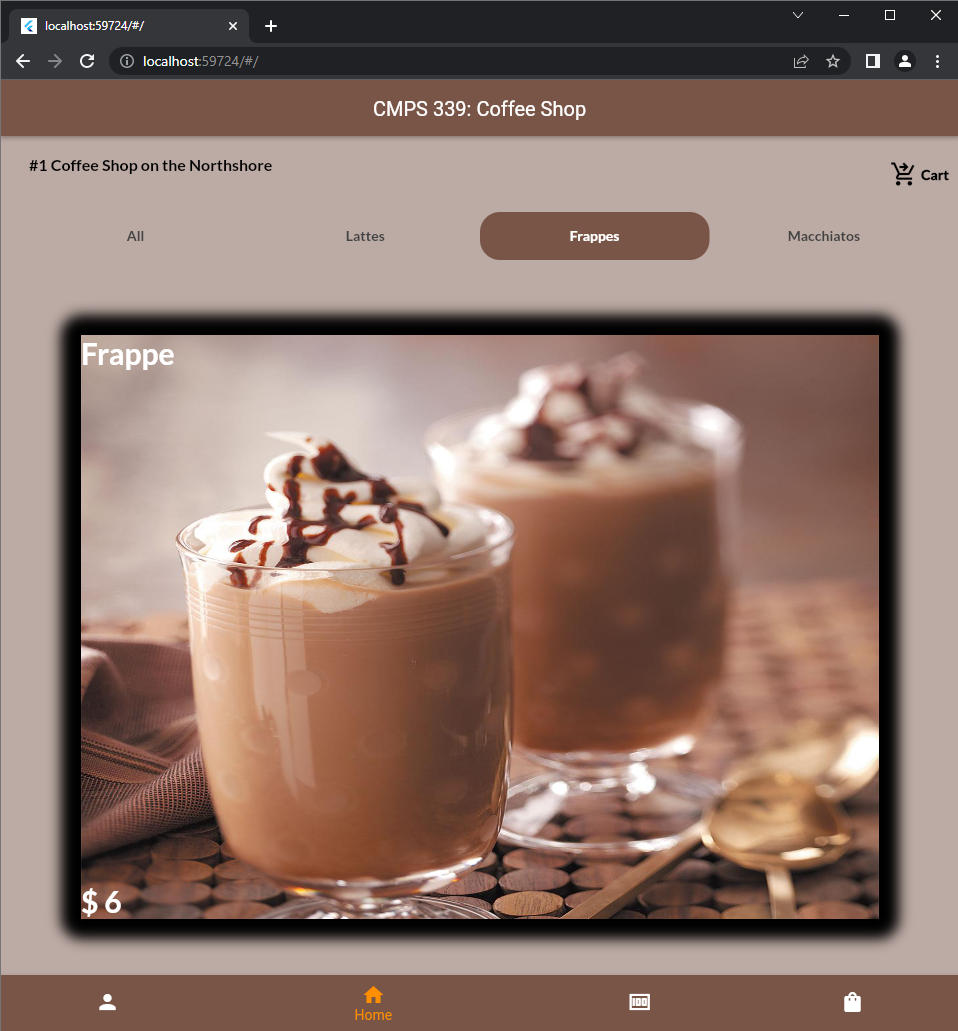 localhost:59724/#/
localhost:59724/#/
CMPS 339: Coffee Shop
#1 Coffee Shop on the Northshore
Cart
All
Lattes
Frappes
Macchiatos
Frappe
$ 6
100
Home